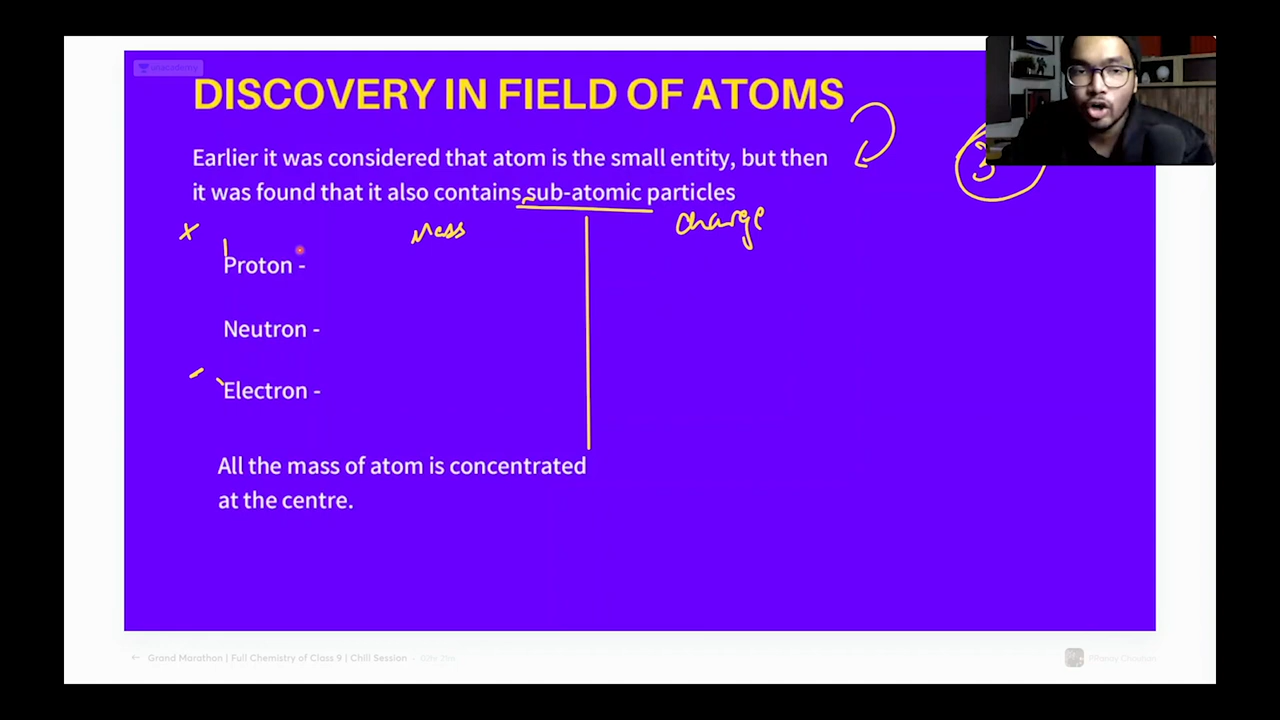 unacademy
DISCOVERY IN FIELD OF ATOMS
Earlier it was considered that atom is the small entity, but then
it was found that it also contains sub-atomic particles
3
Mass
charge
Proton -
Neutron -
Electron -
All the mass of atom is concentrated
at the centre.
Grand Marathon | Full Chemistry of Class 9 | Chill Session